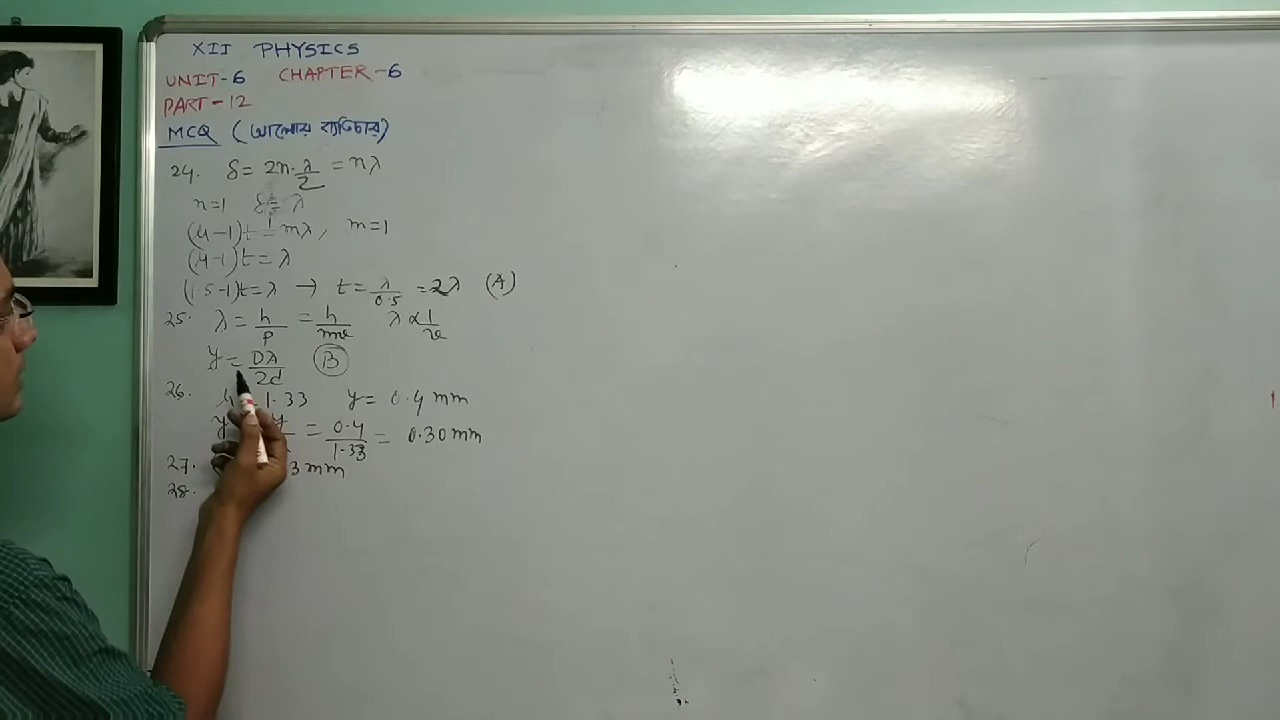 XII PHYSICS
UNIT-6 CHAPTER-6
PART-12
MCQ (আলোর ব্যতিচার)
24. δ = 2n·λ/2 = nλ
n=1 δ = λ
(μ-1)t = mλ, m=1
(μ-1)t = λ
(1.5-1)t = λ → t = λ/0.5 = 2λ (A)
25. λ = h/p = h/mv λ ∝ 1/v
y = Dλ/2d (B)
26. 1.33 y = 0.4 mm
= 0.4/1.33 = 0.30 mm
27. 3 mm
28.